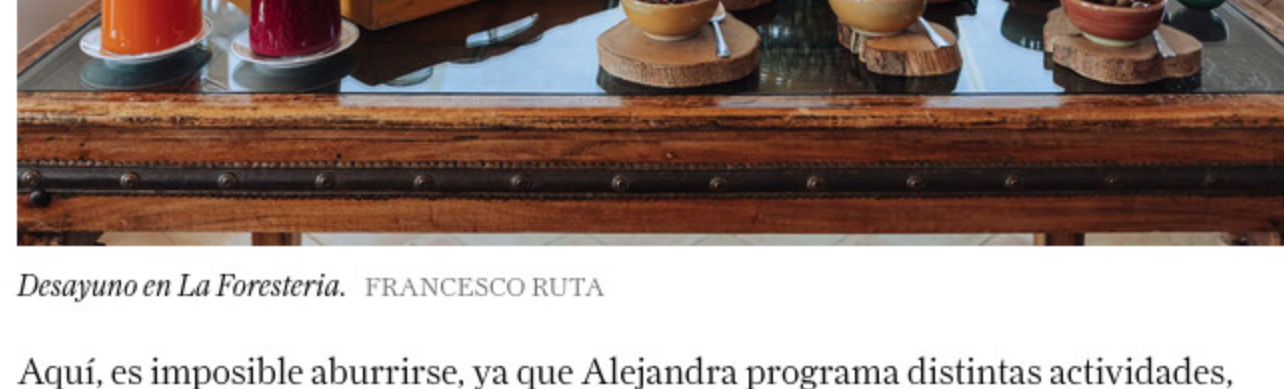 Desayuno en La Foresteria. FRANCESCO RUTA
Aquí, es imposible aburrirse, ya que Alejandra programa distintas actividades,